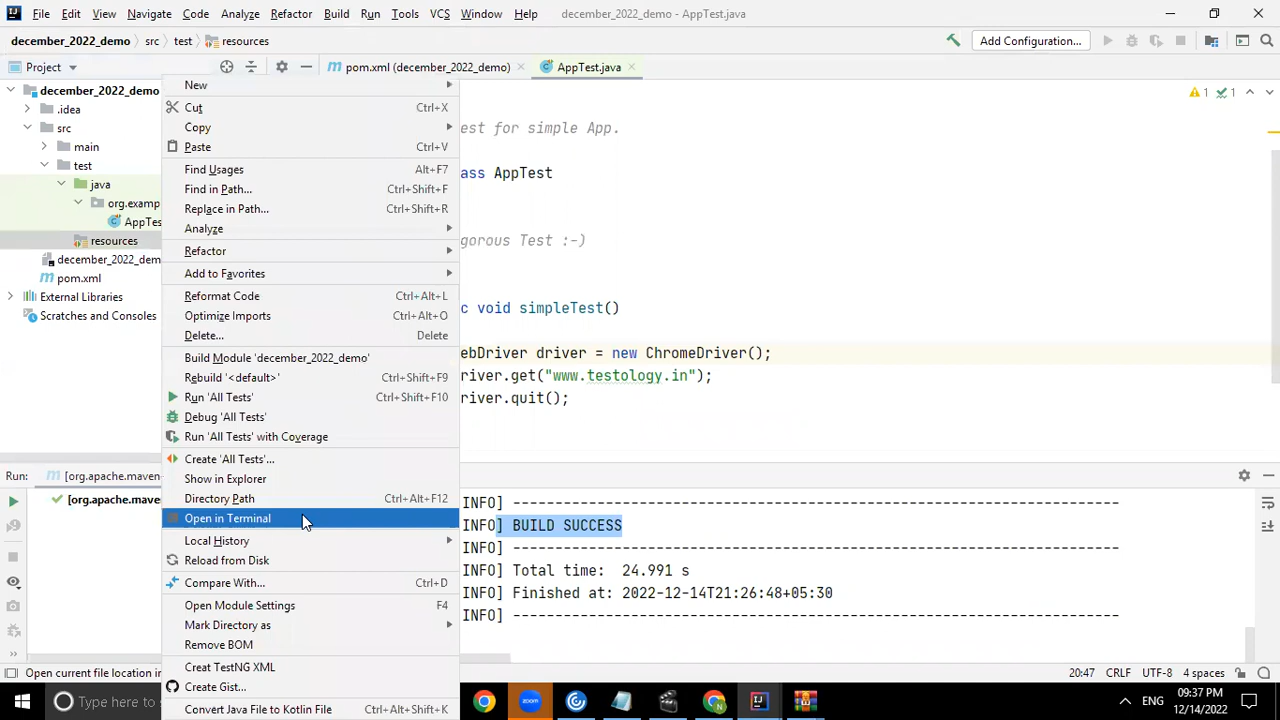 File Edit View Navigate Code Analyze Refactor Build Run Tools VCS Window Help december_2022_demo - AppTest.java
december_2022_demo src test resources Add Configuration...
Project pom.xml (december_2022_demo) AppTest.java
december_2022_demo
.idea
src
main
test
java
org.examp
AppTes
resources
december_2022_dem
pom.xml
External Libraries
Scratches and Consoles
New
Cut Ctrl+X
Copy
Paste Ctrl+V
Find Usages Alt+F7
Find in Path... Ctrl+Shift+F
Replace in Path... Ctrl+Shift+R
Analyze
Refactor
Add to Favorites
Reformat Code Ctrl+Alt+L
Optimize Imports Ctrl+Alt+O
Delete... Delete
Build Module 'december_2022_demo'
Rebuild '<default>' Ctrl+Shift+F9
Run 'All Tests' Ctrl+Shift+F10
Debug 'All Tests'
Run 'All Tests' with Coverage
Create 'All Tests'...
Show in Explorer
Directory Path Ctrl+Alt+F12
Open in Terminal
Local History
Reload from Disk
Compare With... Ctrl+D
Open Module Settings F4
Mark Directory as
Remove BOM
Creat TestNG XML
Create Gist...
Convert Java File to Kotlin File Ctrl+Alt+Shift+K
1 1
est for simple App.
ass AppTest
gorous Test :-)
c void simpleTest()
ebDriver driver = new ChromeDriver();
river.get("www.testology.in");
river.quit();
Run: [org.apache.maven
[org.apache.mave
INFO] ------------------------------------------------------------------------
INFO] BUILD SUCCESS
INFO] ------------------------------------------------------------------------
INFO] Total time: 24.991 s
INFO] Finished at: 2022-12-14T21:26:48+05:30
INFO] ------------------------------------------------------------------------
Open current file location in 20:47 CRLF UTF-8 4 spaces
Type here to zoom ENG 09:37 PM
12/14/2022